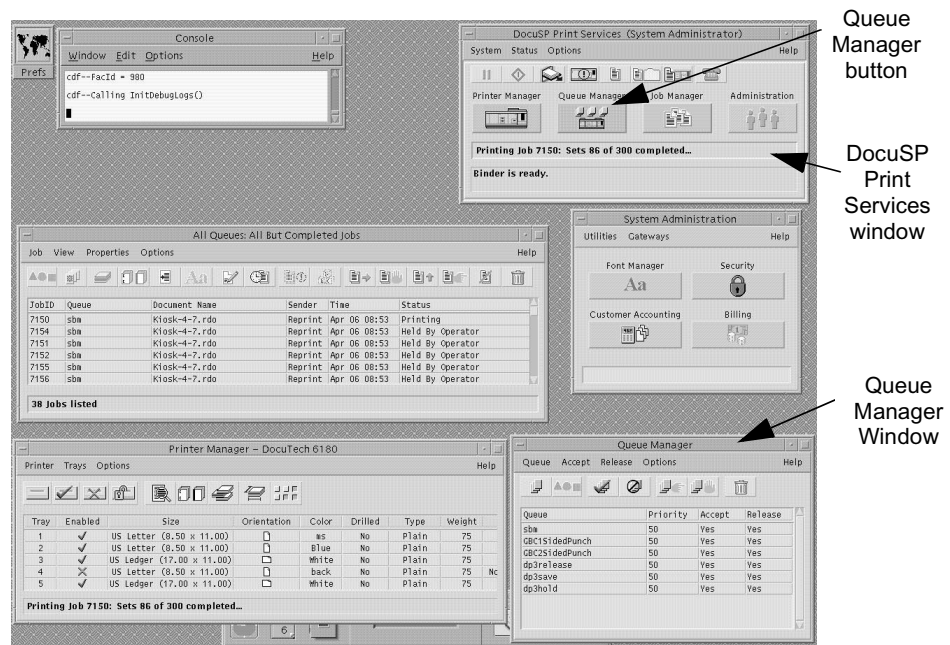 Prefs
Console
Window Edit Options Help
cdf--FacId = 980
cdf--Calling InitDebugLogs()
DocuSP Print Services (System Administrator)
System Status Options Help
Printer Manager Queue Manager Job Manager Administration
Printing Job 7150: Sets 86 of 300 completed...
Binder is ready.
Queue
Manager
button
DocuSP
Print
Services
window
All Queues: All But Completed Jobs
Job View Properties Options Help
Aa
JobID Queue Document Name Sender Time Status
7150 sbm Kiosk-4-7.rdo Reprint Apr 06 08:53 Printing
7154 sbm Kiosk-4-7.rdo Reprint Apr 06 08:53 Held By Operator
7151 sbm Kiosk-4-7.rdo Reprint Apr 06 08:53 Held By Operator
7152 sbm Kiosk-4-7.rdo Reprint Apr 06 08:53 Held By Operator
7155 sbm Kiosk-4-7.rdo Reprint Apr 06 08:53 Held By Operator
7156 sbm Kiosk-4-7.rdo Reprint Apr 06 08:53 Held By Operator
38 Jobs listed
System Administration
Utilities Gateways Help
Font Manager Security
Aa
Customer Accounting Billing
Queue
Manager
Window
Printer Manager - DocuTech 6180
Printer Trays Options Help
Tray Enabled Size Orientation Color Drilled Type Weight
1 US Letter (8.50 x 11.00) ms No Plain 75
2 US Letter (8.50 x 11.00) Blue No Plain 75
3 US Ledger (17.00 x 11.00) White No Plain 75
4 US Letter (8.50 x 11.00) back No Plain 75 Nc
5 US Ledger (17.00 x 11.00) White No Plain 75
Printing Job 7150: Sets 86 of 300 completed...
6
Queue Manager
Queue Accept Release Options Help
Queue Priority Accept Release
sbm 50 Yes Yes
GBC1SidedPunch 50 Yes Yes
GBC2SidedPunch 50 Yes Yes
dp3release 50 Yes Yes
dp3save 50 Yes Yes
dp3hold 50 Yes Yes